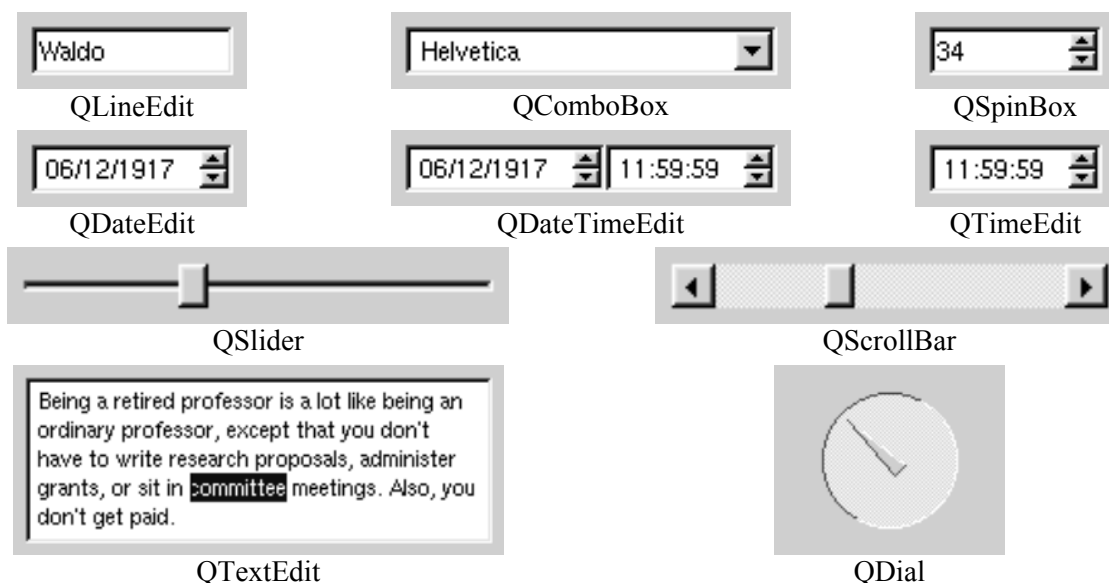 Waldo
Helvetica
34
QLineEdit
QComboBox
QSpinBox
06/12/1917
06/12/1917
11:59:59
11:59:59
QDateEdit
QDateTimeEdit
QTimeEdit
QSlider
QScrollBar
Being a retired professor is a lot like being an
ordinary professor, except that you don't
have to write research proposals, administer
grants, or sit in committee meetings. Also, you
don't get paid.
QTextEdit
QDial